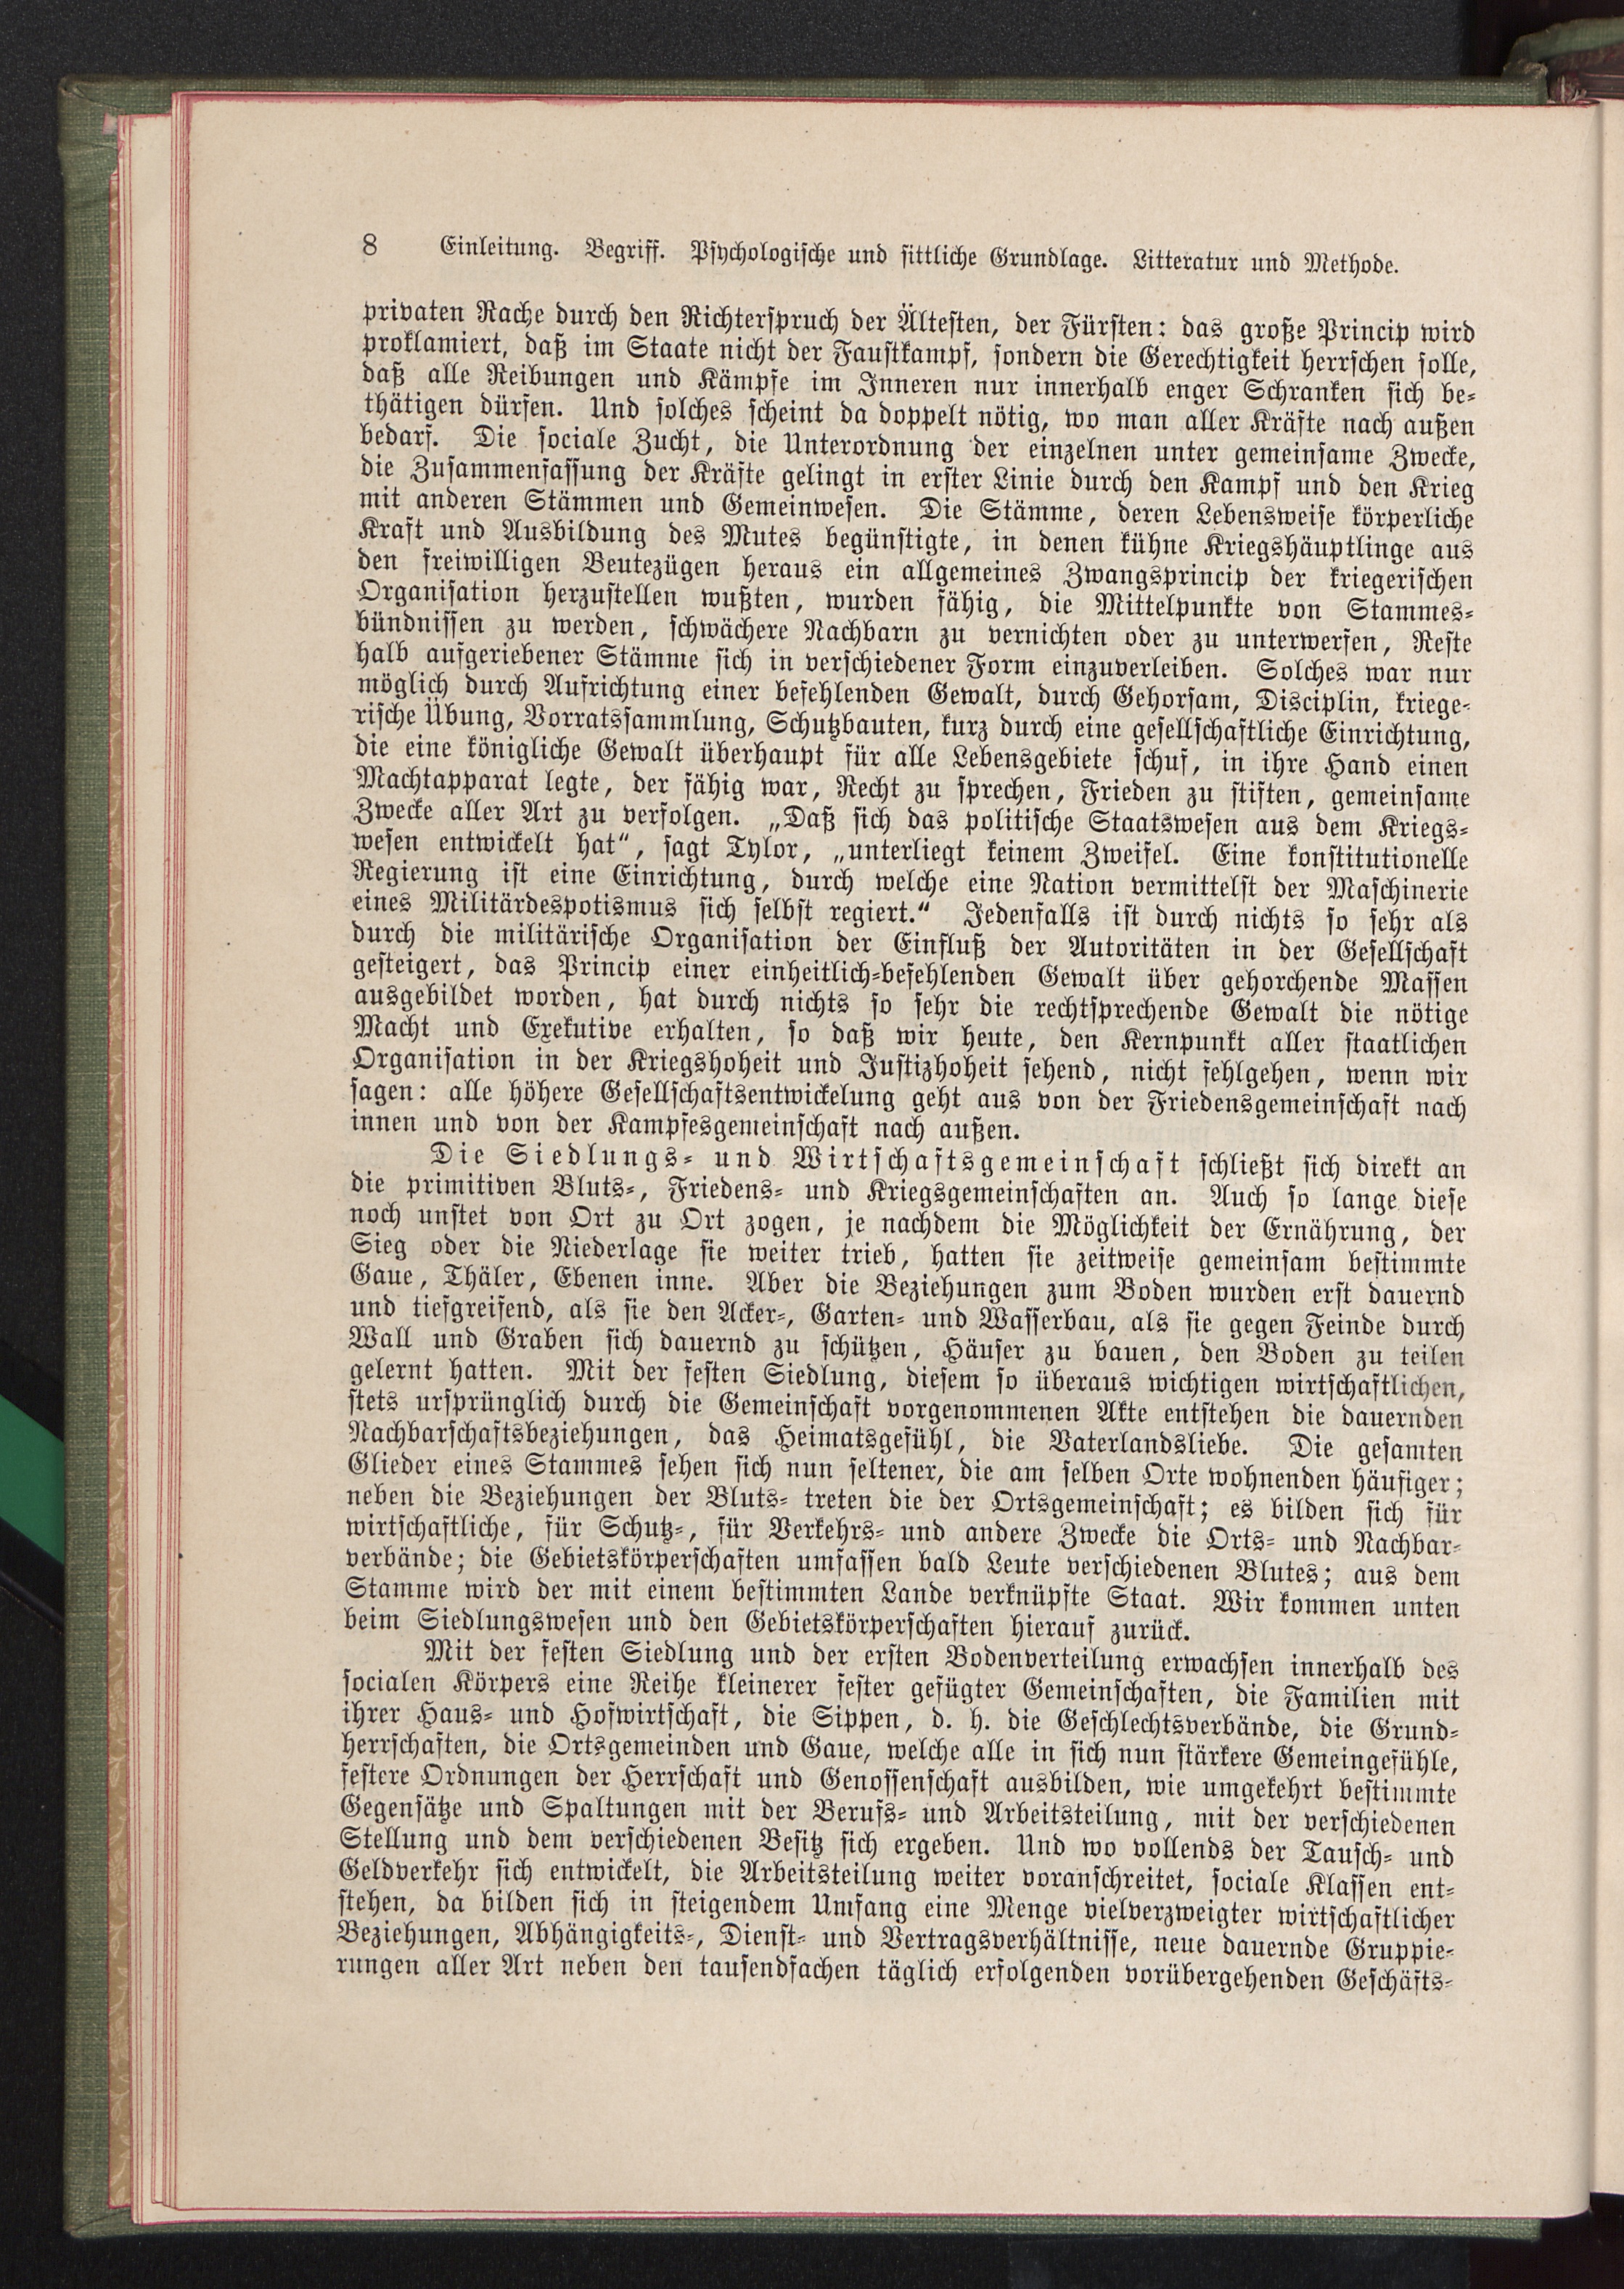 8 Einleitung. Begriff. Psychologische und sittliche Grundlage. Litteratur und Methode.
privaten Rache durch den Richterspruch der Ältesten, der Fürsten: das große Princip wird
proklamiert, daß im Staate nicht der Faustkampf, sondern die Gerechtigkeit herrschen solle,
daß alle Reibungen und Kämpfe im Inneren nur innerhalb enger Schranken sich be-
thätigen dürfen. Und solches scheint da doppelt nötig, wo man aller Kräfte nach außen
bedarf. Die sociale Zucht, die Unterordnung der einzelnen unter gemeinsame Zwecke,
die Zusammenfassung der Kräfte gelingt in erster Linie durch den Kampf und den Krieg
mit anderen Stämmen und Gemeinwesen. Die Stämme, deren Lebensweise körperliche
Kraft und Ausbildung des Mutes begünstigte, in denen kühne Kriegshäuptlinge aus
den freiwilligen Beutezügen heraus ein allgemeines Zwangsprincip der kriegerischen
Organisation herzustellen wußten, wurden fähig, die Mittelpunkte von Stammes-
bündnissen zu werden, schwächere Nachbarn zu vernichten oder zu unterwerfen, Reste
halb aufgeriebener Stämme sich in verschiedener Form einzuverleiben. Solches war nur
möglich durch Aufrichtung einer befehlenden Gewalt, durch Gehorsam, Disciplin, kriege-
rische Übung, Vorratssammlung, Schutzbauten, kurz durch eine gesellschaftliche Einrichtung,
die eine königliche Gewalt überhaupt für alle Lebensgebiete schuf, in ihre Hand einen
Machtapparat legte, der fähig war, Recht zu sprechen, Frieden zu stiften, gemeinsame
Zwecke aller Art zu verfolgen. „Daß sich das politische Staatswesen aus dem Kriegs-
wesen entwickelt hat“, sagt Tylor, „unterliegt keinem Zweifel. Eine konstitutionelle
Regierung ist eine Einrichtung, durch welche eine Nation vermittelst der Maschinerie
eines Militärdespotismus sich selbst regiert.“ Jedenfalls ist durch nichts so sehr als
durch die militärische Organisation der Einfluß der Autoritäten in der Gesellschaft
gesteigert, das Princip einer einheitlich-befehlenden Gewalt über gehorchende Massen
ausgebildet worden, hat durch nichts so sehr die rechtsprechende Gewalt die nötige
Macht und Exekutive erhalten, so daß wir heute, den Kernpunkt aller staatlichen
Organisation in der Kriegshoheit und Justizhoheit sehend, nicht fehlgehen, wenn wir
sagen: alle höhere Gesellschaftsentwickelung geht aus von der Friedensgemeinschaft nach
innen und von der Kampfesgemeinschaft nach außen.
Die Siedlungs- und Wirtschaftsgemeinschaft schließt sich direkt an
die primitiven Bluts-, Friedens- und Kriegsgemeinschaften an. Auch so lange diese
noch unstet von Ort zu Ort zogen, je nachdem die Möglichkeit der Ernährung, der
Sieg oder die Niederlage sie weiter trieb, hatten sie zeitweise gemeinsam bestimmte
Gaue, Thäler, Ebenen inne. Aber die Beziehungen zum Boden wurden erst dauernd
und tiefgreifend, als sie den Acker-, Garten- und Wasserbau, als sie gegen Feinde durch
Wall und Graben sich dauernd zu schützen, Häuser zu bauen, den Boden zu teilen
gelernt hatten. Mit der festen Siedlung, diesem so überaus wichtigen wirtschaftlichen,
stets ursprünglich durch die Gemeinschaft vorgenommenen Akte entstehen die dauernden
Nachbarschaftsbeziehungen, das Heimatsgefühl, die Vaterlandsliebe. Die gesamten
Glieder eines Stammes sehen sich nun seltener, die am selben Orte wohnenden häufiger;
neben die Beziehungen der Bluts- treten die der Ortsgemeinschaft; es bilden sich für
wirtschaftliche, für Schutz-, für Verkehrs- und andere Zwecke die Orts- und Nachbar-
verbände; die Gebietskörperschaften umfassen bald Leute verschiedenen Blutes; aus dem
Stamme wird der mit einem bestimmten Lande verknüpfte Staat. Wir kommen unten
beim Siedlungswesen und den Gebietskörperschaften hierauf zurück.
Mit der festen Siedlung und der ersten Bodenverteilung erwachsen innerhalb des
socialen Körpers eine Reihe kleinerer fester gefügter Gemeinschaften, die Familien mit
ihrer Haus- und Hofwirtschaft, die Sippen, d. h. die Geschlechtsverbände, die Grund-
herrschaften, die Ortsgemeinden und Gaue, welche alle in sich nun stärkere Gemeingefühle,
festere Ordnungen der Herrschaft und Genossenschaft ausbilden, wie umgekehrt bestimmte
Gegensätze und Spaltungen mit der Berufs- und Arbeitsteilung, mit der verschiedenen
Stellung und dem verschiedenen Besitz sich ergeben. Und wo vollends der Tausch- und
Geldverkehr sich entwickelt, die Arbeitsteilung weiter voranschreitet, sociale Klassen ent-
stehen, da bilden sich in steigendem Umfang eine Menge vielverzweigter wirtschaftlicher
Beziehungen, Abhängigkeits-, Dienst- und Vertragsverhältnisse, neue dauernde Gruppie-
rungen aller Art neben den tausendfachen täglich erfolgenden vorübergehenden Geschäfts-